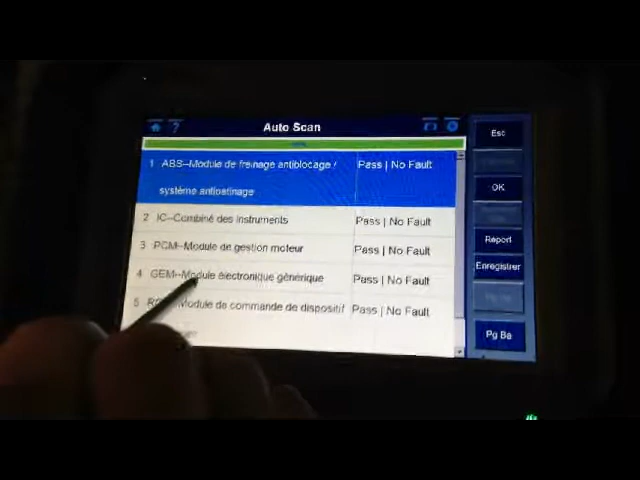 ?
Auto Scan
Esc
1 ABS--Module de freinage antiblocage / Pass | No Fault
système antipatinage
OK
2 IC--Combiné des instruments Pass | No Fault
Report
3 PCM--Module de gestion moteur Pass | No Fault
Enregistrer
4 GEM--Module électronique générique Pass | No Fault
5 Module de commande de dispositif Pass | No Fault
Pg Ba